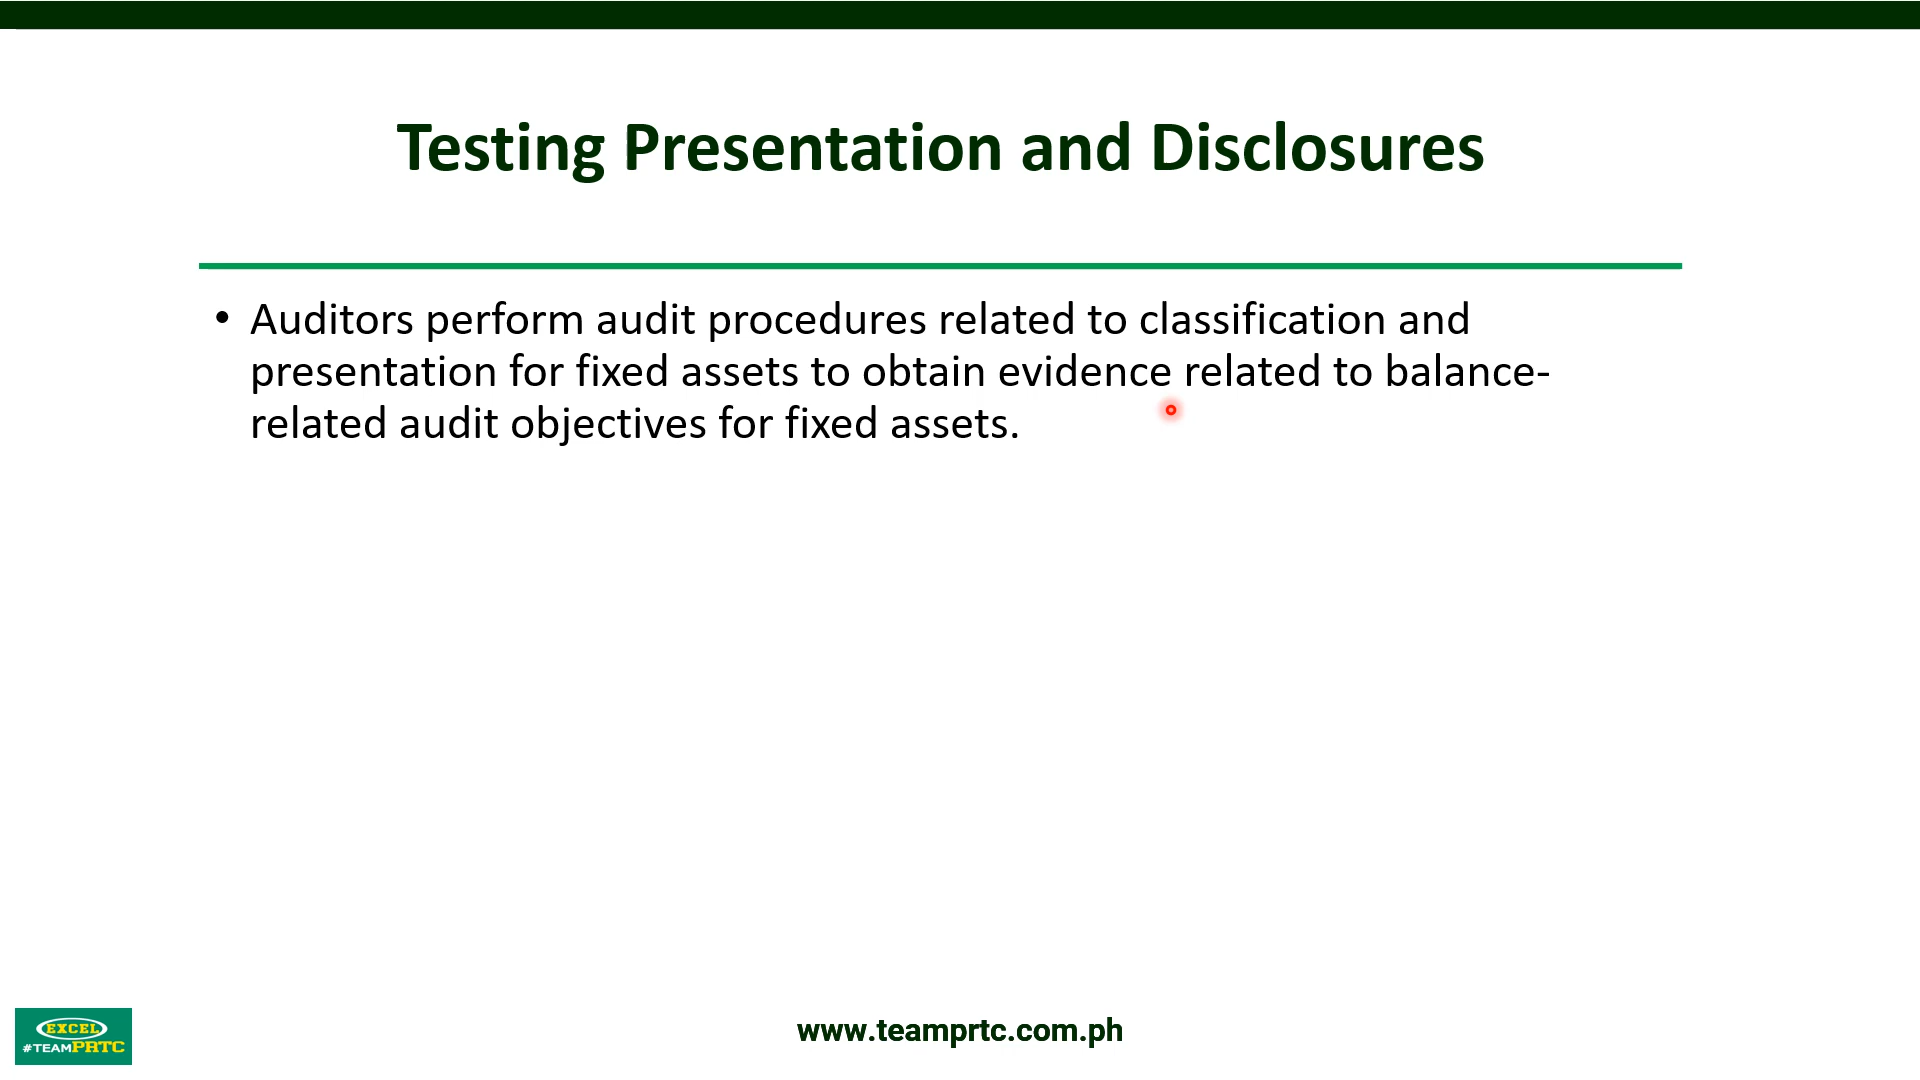 Testing Presentation and Disclosures
• Auditors perform audit procedures related to classification and
presentation for fixed assets to obtain evidence related to balance-
related audit objectives for fixed assets.
EXCEL
#TEAMPRTC
www.teamprtc.com.ph